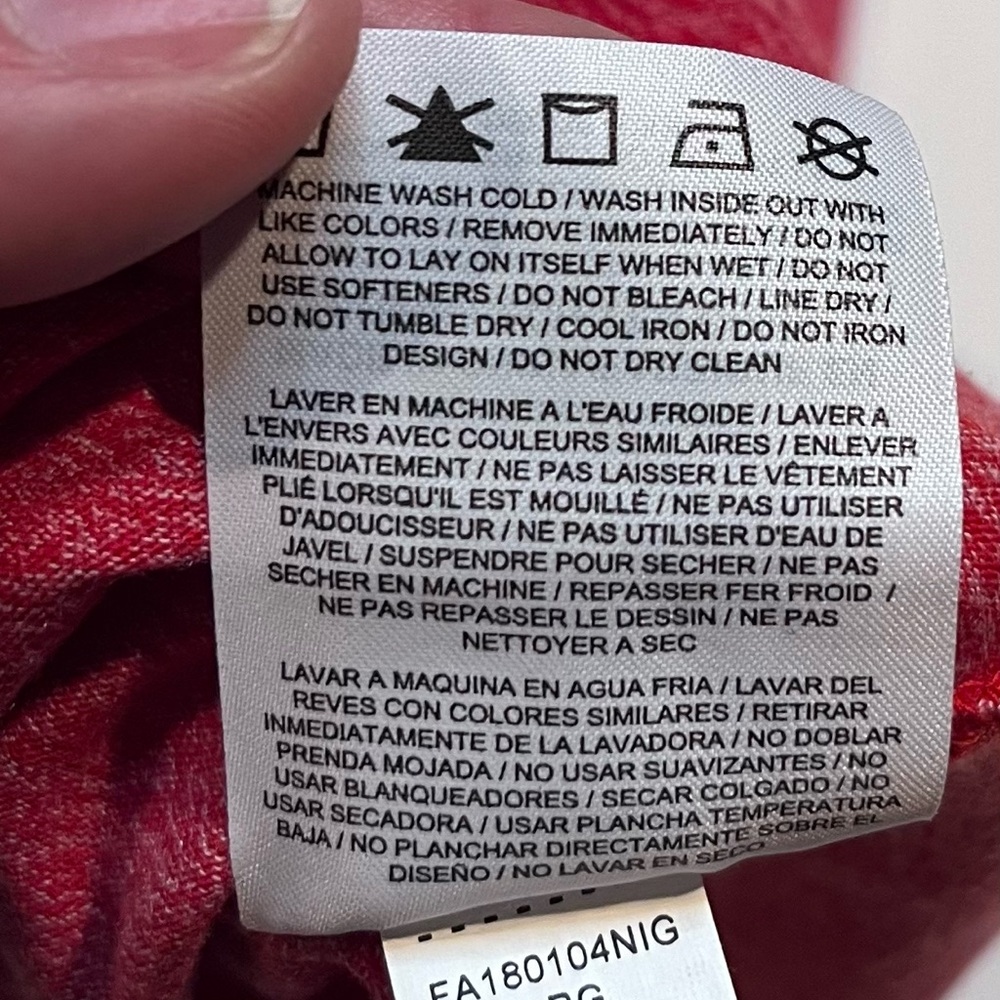 MACHINE WASH COLD / WASH INSIDE OUT WITH
LIKE COLORS / REMOVE IMMEDIATELY / DO NOT
ALLOW TO LAY ON ITSELF WHEN WET / DO NOT
USE SOFTENERS / DO NOT BLEACH / LINE DRY /
DO NOT TUMBLE DRY / COOL IRON / DO NOT IRON
DESIGN / DO NOT DRY CLEAN
LAVER EN MACHINE A L'EAU FROIDE / LAVER A
L'ENVERS AVEC COULEURS SIMILAIRES / ENLEVER
IMMEDIATEMENT / NE PAS LAISSER LE VÊTEMENT
PLIÉ LORSQU'IL EST MOUILLÉ / NE PAS UTILISER
D'ADOUCISSEUR / NE PAS UTILISER D'EAU DE
JAVEL / SUSPENDRE POUR SECHER / NE PAS
SECHER EN MACHINE / REPASSER FER FROID /
NE PAS REPASSER LE DESSIN / NE PAS
NETTOYER A SEC
LAVAR A MAQUINA EN AGUA FRIA / LAVAR DEL
REVES CON COLORES SIMILARES / RETIRAR
INMEDIATAMENTE DE LA LAVADORA / NO DOBLAR
PRENDA MOJADA / NO USAR SUAVIZANTES / NO
USAR BLANQUEADORES / SECAR COLGADO / NO
USAR SECADORA / USAR PLANCHA TEMPERATURA
BAJA / NO PLANCHAR DIRECTAMENTE SOBRE EL
DISEÑO / NO LAVAR EN SECO
FA180104NIG